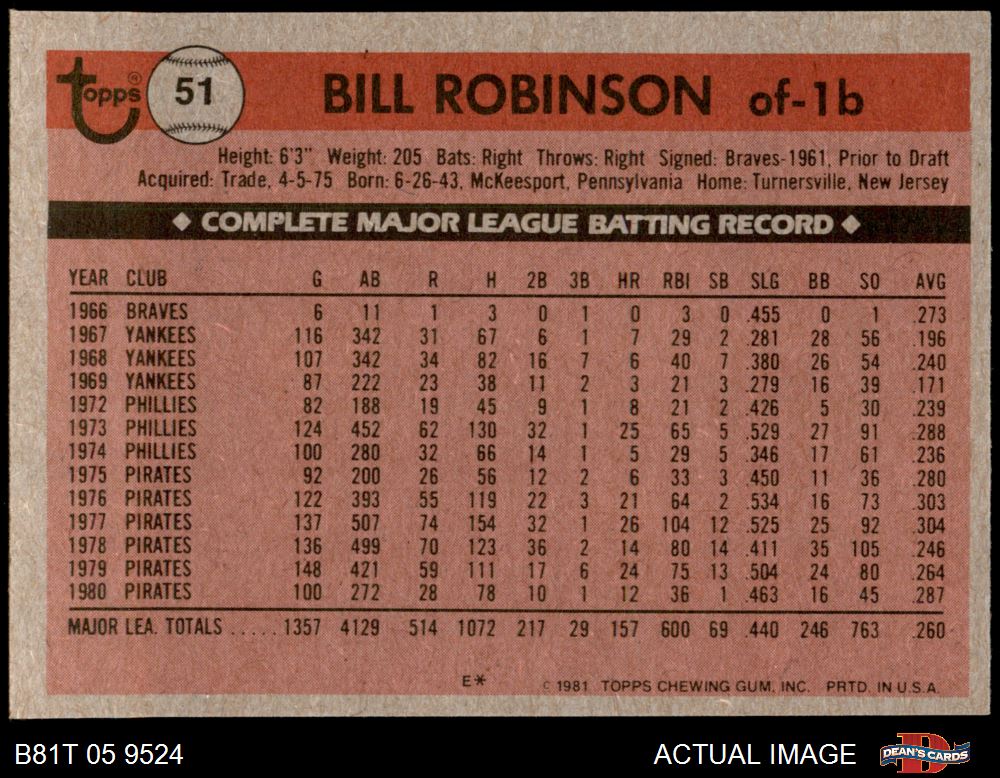 Topps® 51 BILL ROBINSON of-1b
Height: 6'3" Weight: 205 Bats: Right Throws: Right Signed: Braves-1961, Prior to Draft
Acquired: Trade, 4-5-75 Born: 6-26-43, McKeesport, Pennsylvania Home: Turnersville, New Jersey
◆ COMPLETE MAJOR LEAGUE BATTING RECORD ◆
YEAR CLUB G AB R H 2B 3B HR RBI SB SLG BB SO AVG
1966 BRAVES 6 11 1 3 0 1 0 3 0 .455 0 1 .273
1967 YANKEES 116 342 31 67 6 1 7 29 2 .281 28 56 .196
1968 YANKEES 107 342 34 82 16 7 6 40 7 .380 26 54 .240
1969 YANKEES 87 222 23 38 11 2 3 21 3 .279 16 39 .171
1972 PHILLIES 82 188 19 45 9 1 8 21 2 .426 5 30 .239
1973 PHILLIES 124 452 62 130 32 1 25 65 5 .529 27 91 .288
1974 PHILLIES 100 280 32 66 14 1 5 29 5 .346 17 61 .236
1975 PIRATES 92 200 26 56 12 2 6 33 3 .450 11 36 .280
1976 PIRATES 122 393 55 119 22 3 21 64 2 .534 16 73 .303
1977 PIRATES 137 507 74 154 32 1 26 104 12 .525 25 92 .304
1978 PIRATES 136 499 70 123 36 2 14 80 14 .411 35 105 .246
1979 PIRATES 148 421 59 111 17 6 24 75 13 .504 24 80 .264
1980 PIRATES 100 272 28 78 10 1 12 36 1 .463 16 45 .287
MAJOR LEA. TOTALS ..... 1357 4129 514 1072 217 29 157 600 69 .440 246 763 .260
E* © 1981 TOPPS CHEWING GUM, INC. PRTD. IN U.S.A.
B81T 05 9524 ACTUAL IMAGE DEAN'S CARDS